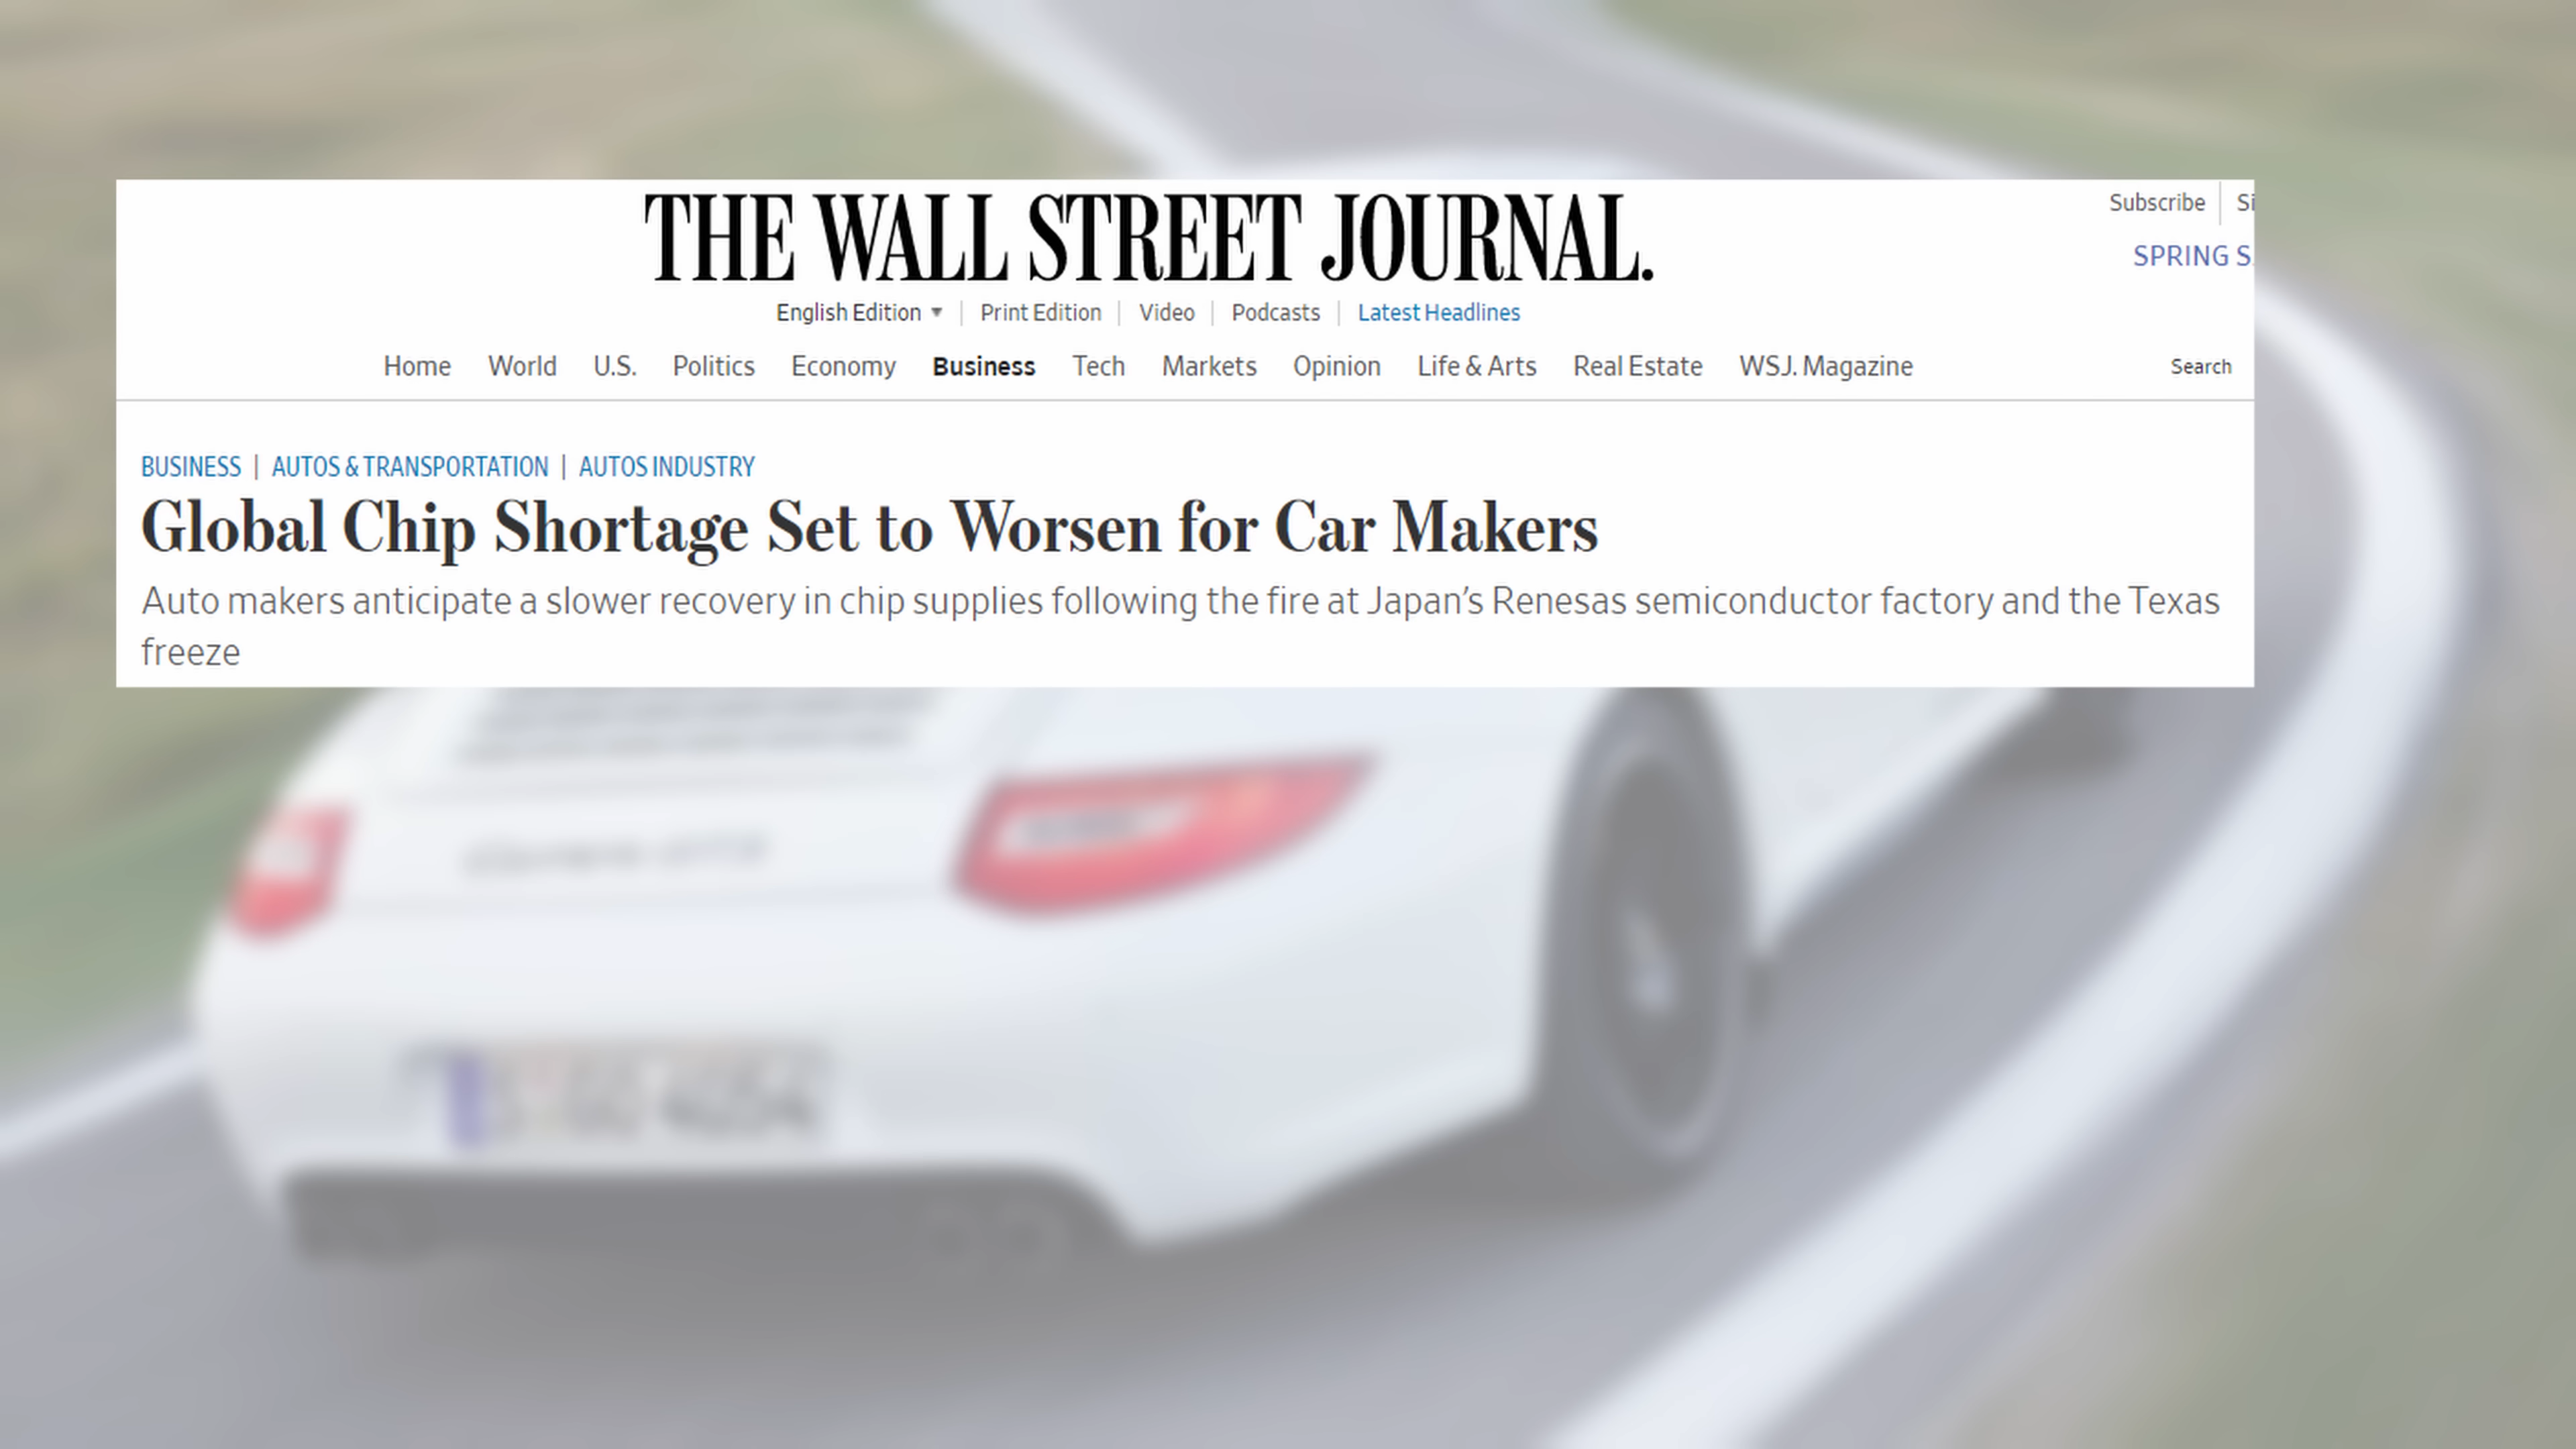 THE WALL STREET JOURNAL.
Subscribe
SPRING
English Edition Print Edition Video Podcasts Latest Headlines
Home World U.S. Politics Economy Business Tech Markets Opinion Life & Arts Real Estate WSJ. Magazine Search
BUSINESS | AUTOS & TRANSPORTATION | AUTOS INDUSTRY
Global Chip Shortage Set to Worsen for Car Makers
Auto makers anticipate a slower recovery in chip supplies following the fire at Japan’s Renesas semiconductor factory and the Texas
freeze